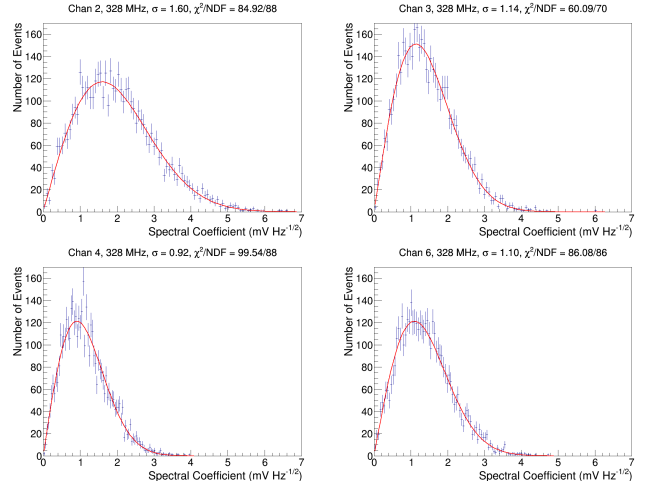 Chan 2, 328 MHz, σ = 1.60, χ²/NDF = 84.92/88
Number of Events
160
140
120
100
80
60
40
20
0
0 1 2 3 4 5 6 7
Spectral Coefficient (mV Hz⁻¹/²)
Chan 3, 328 MHz, σ = 1.14, χ²/NDF = 60.09/70
Number of Events
160
140
120
100
80
60
40
20
0
0 1 2 3 4 5 6 7
Spectral Coefficient (mV Hz⁻¹/²)
Chan 4, 328 MHz, σ = 0.92, χ²/NDF = 99.54/88
Number of Events
160
140
120
100
80
60
40
20
0
0 1 2 3 4 5 6 7
Spectral Coefficient (mV Hz⁻¹/²)
Chan 6, 328 MHz, σ = 1.10, χ²/NDF = 86.08/86
Number of Events
160
140
120
100
80
60
40
20
0
0 1 2 3 4 5 6 7
Spectral Coefficient (mV Hz⁻¹/²)